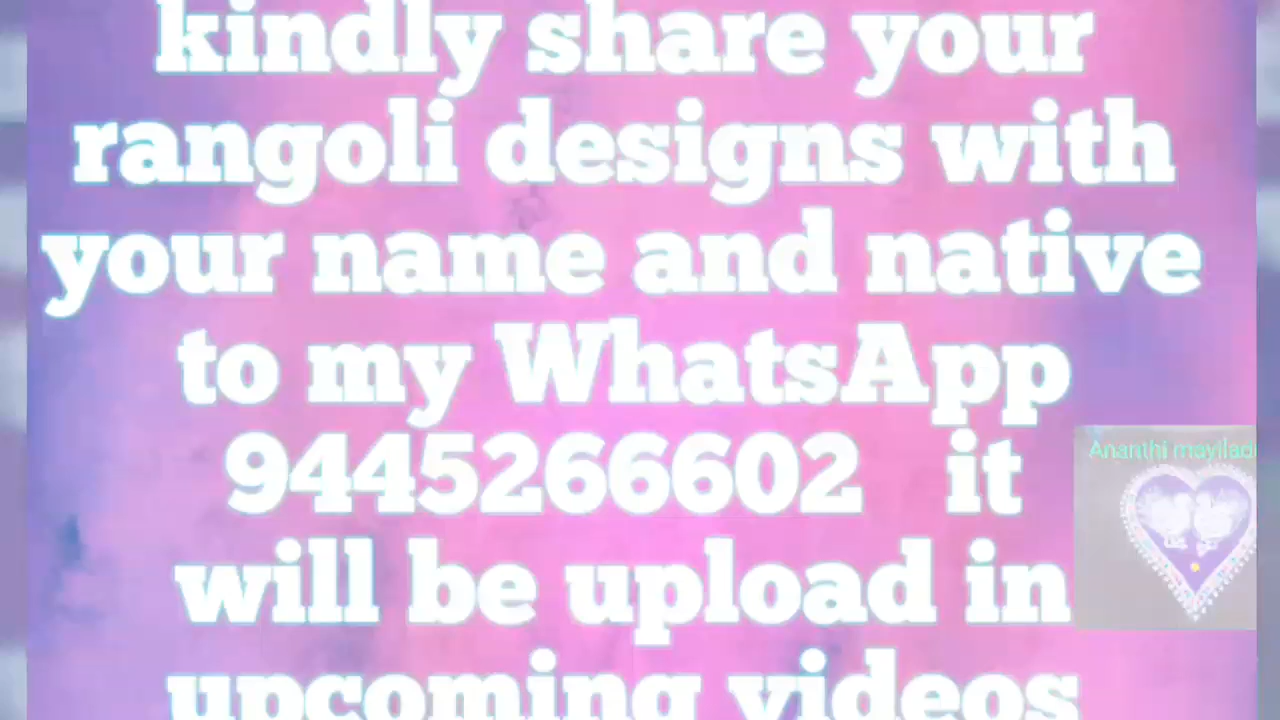 kindly share your
rangoli designs with
your name and native
to my WhatsApp
9445266602 it
will be upload in
upcoming videos
Ananthi mayilad